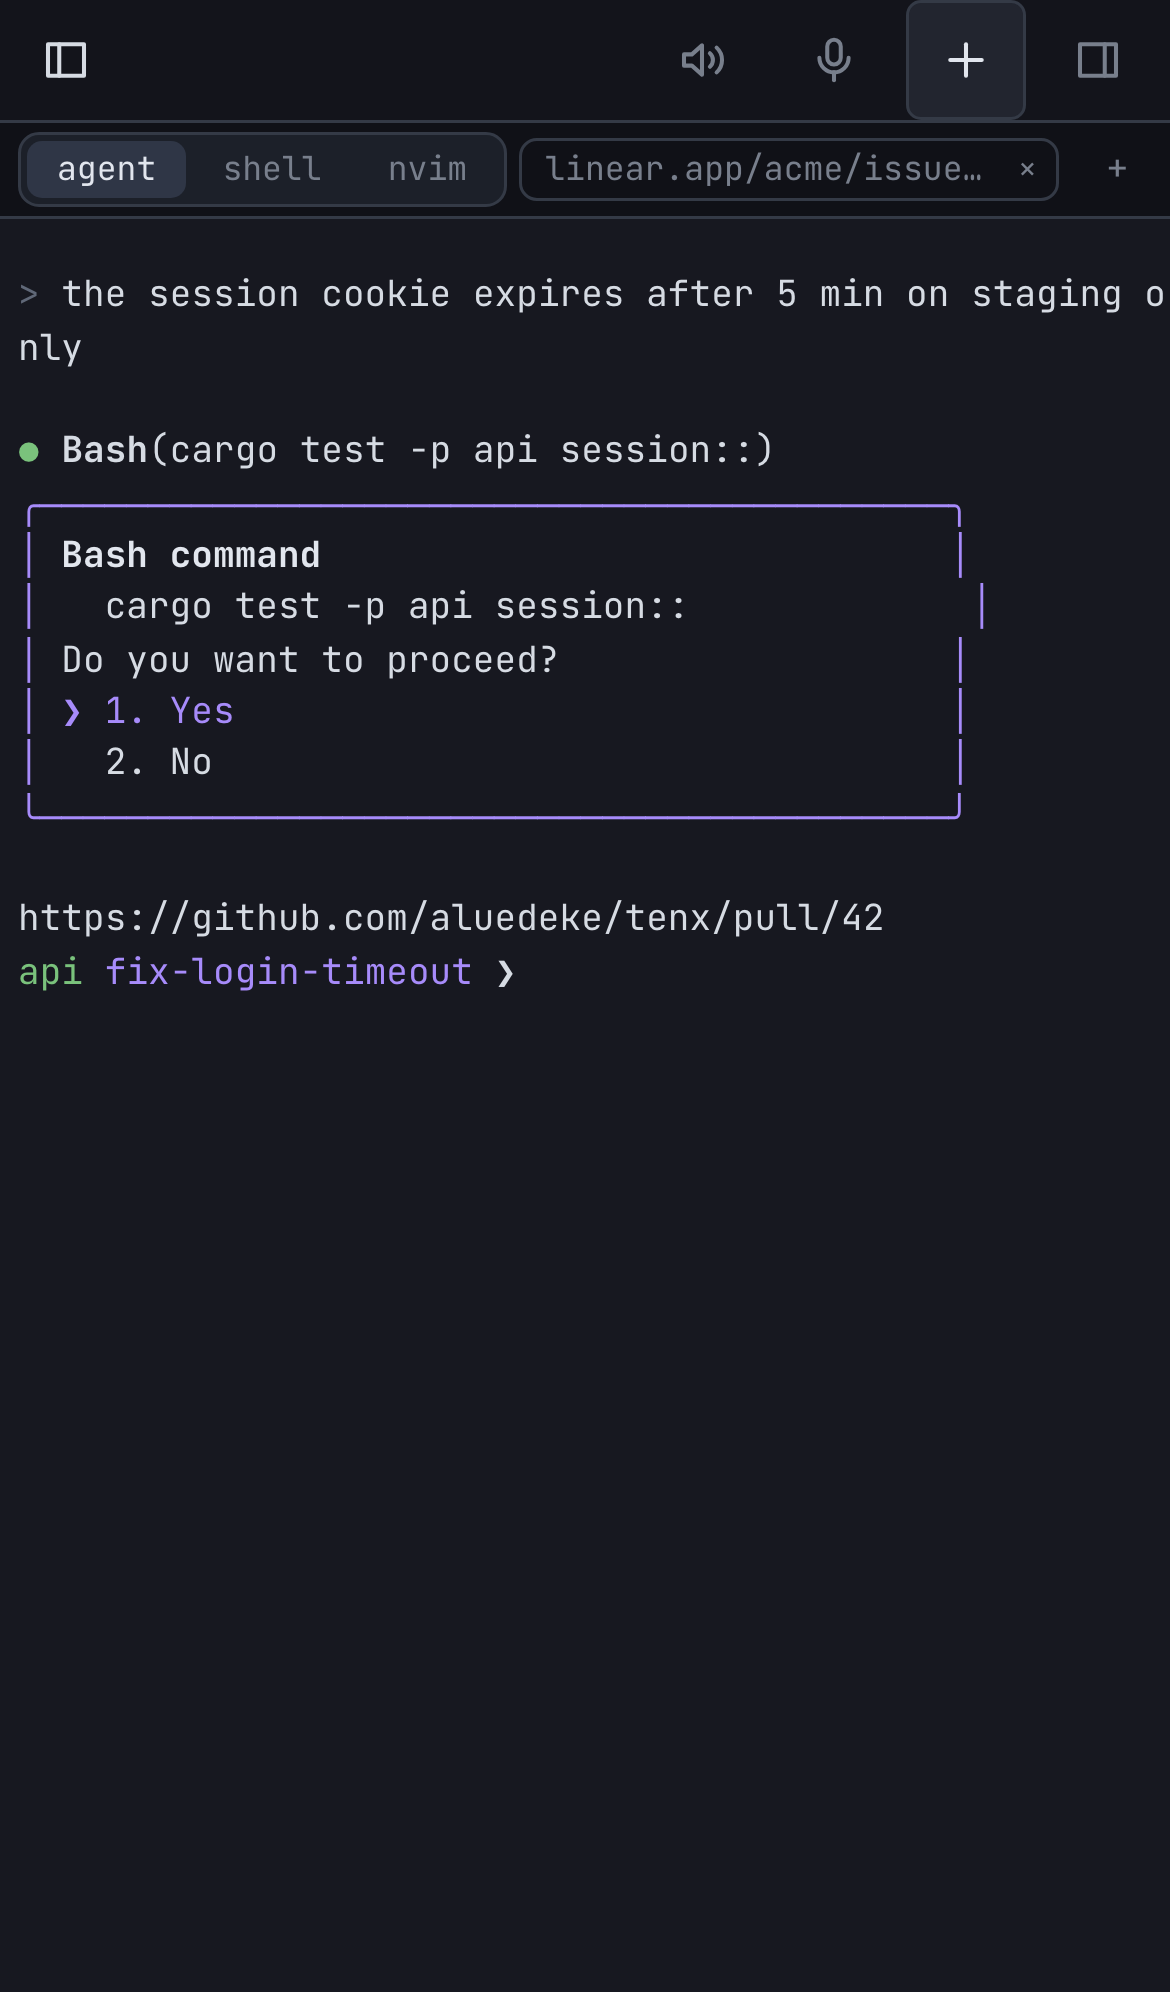 agent shell nvim linear.app/acme/issue… × +
> the session cookie expires after 5 min on staging o
nly
● Bash(cargo test -p api session::)
Bash command
cargo test -p api session::
Do you want to proceed?
❯ 1. Yes
2. No
https://github.com/aluedeke/tenx/pull/42
api fix-login-timeout ❯